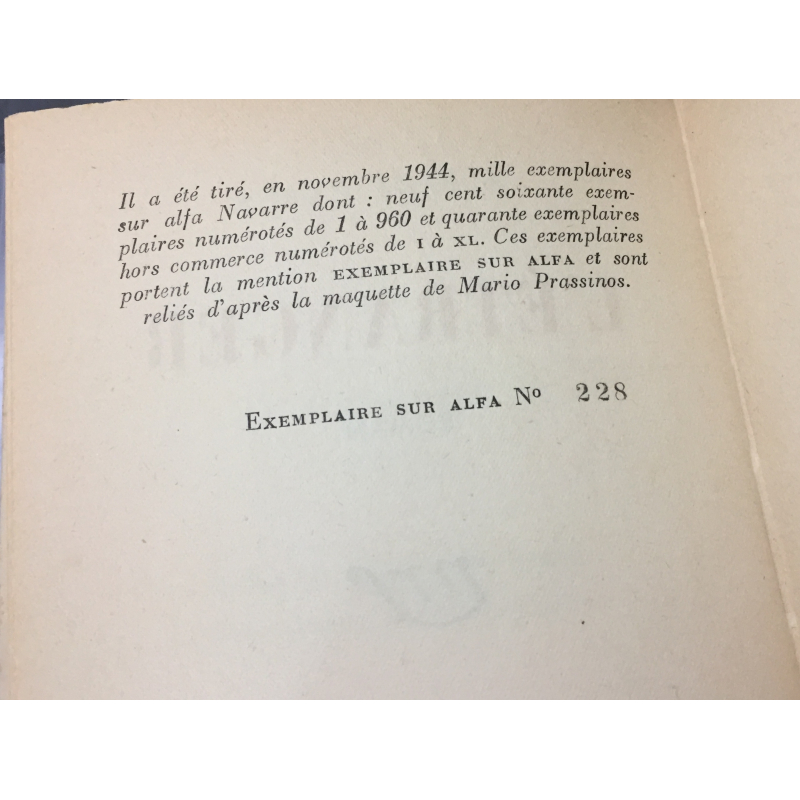 Il a été tiré, en novembre 1944, mille exemplaires
sur alfa Navarre dont : neuf cent soixante exem-
plaires numérotés de 1 à 960 et quarante exemplaires
hors commerce numérotés de I à XL. Ces exemplaires
portent la mention EXEMPLAIRE SUR ALFA et sont
reliés d'après la maquette de Mario Prassinos.
L'ÉTRANGER
EXEMPLAIRE SUR ALFA Nº 228
nrf